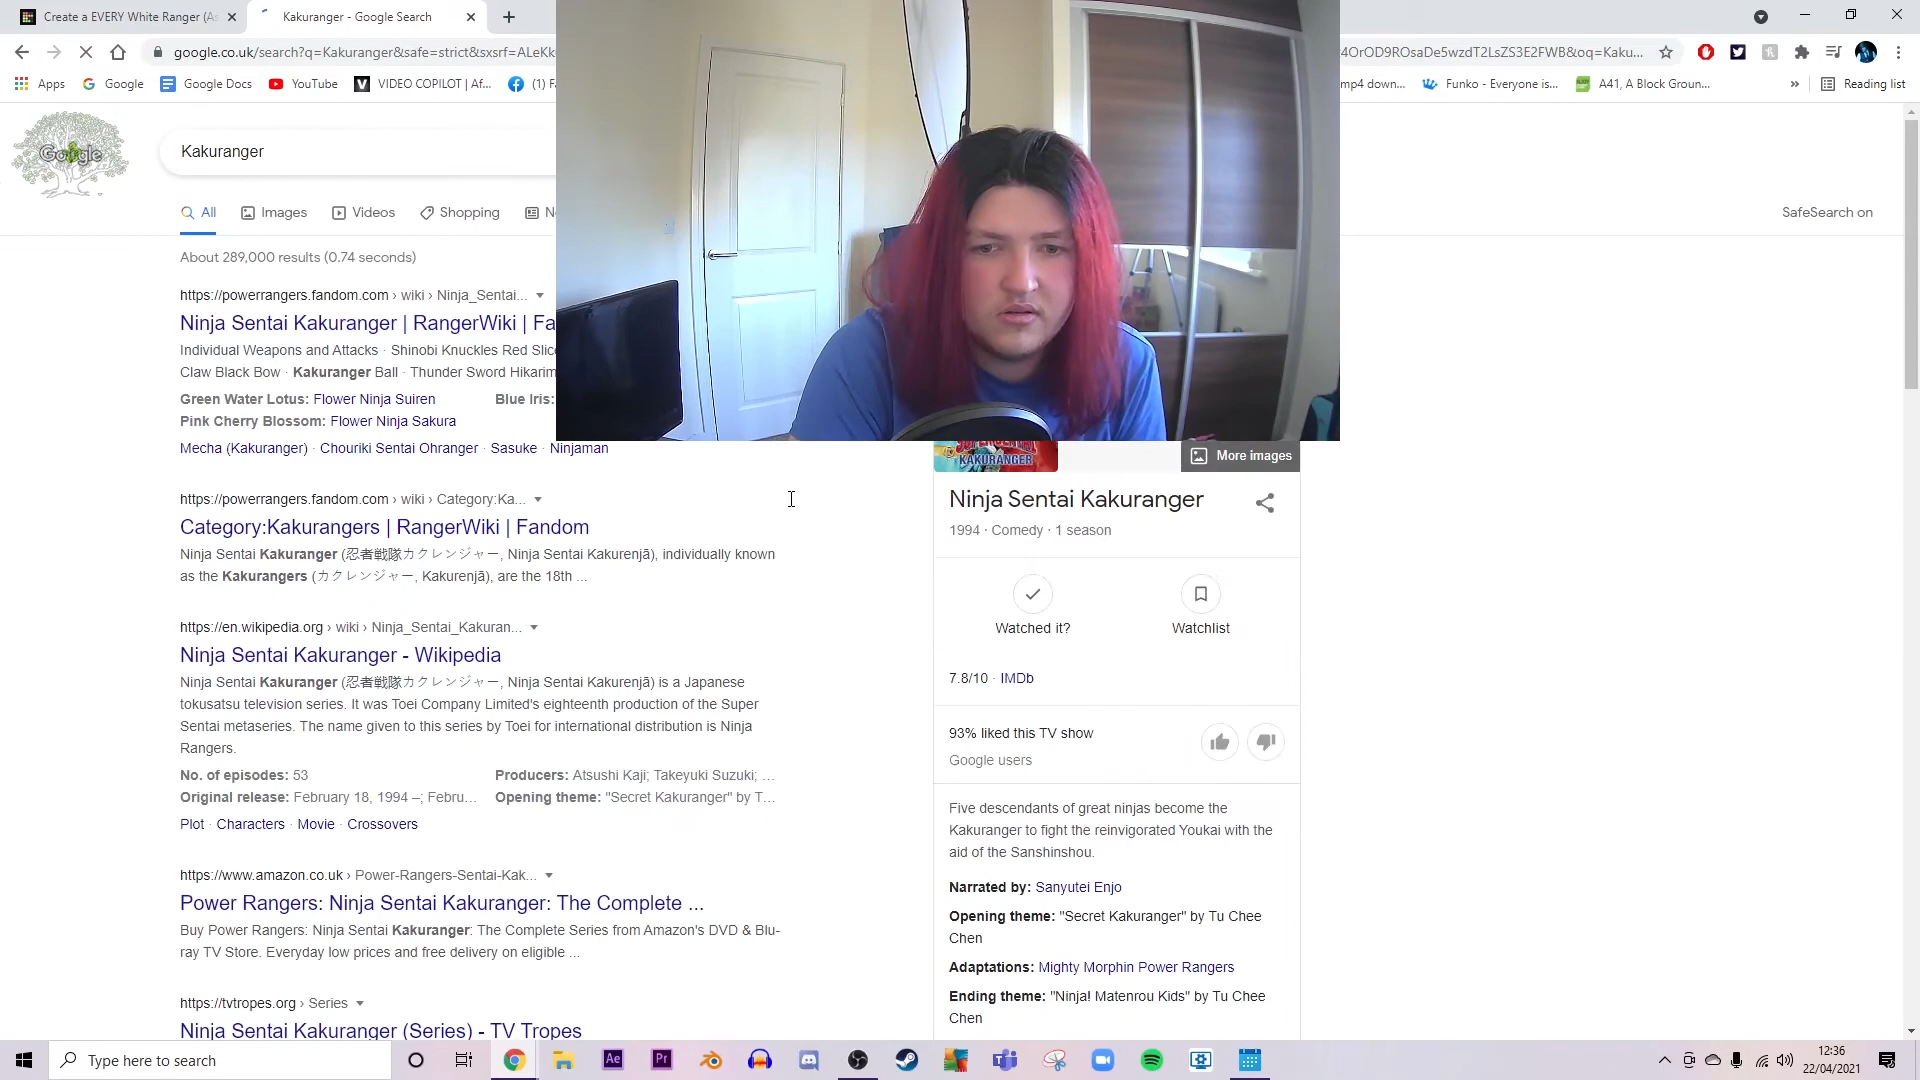 Create a EVERY White Ranger (As
Kakuranger - Google Search
google.co.uk/search?q=Kakuranger&safe=strict&sxsrf=ALeKk
4OrOD9ROsaDe5wzdT2LsZS3E2FWB&oq=Kaku...
Apps
Google
Google Docs
YouTube
VIDEO COPILOT | Af...
(1) Fa
mp4 down...
Funko - Everyone is...
A41, A Block Groun...
»
Reading list
Google
Kakuranger
All
Images
Videos
Shopping
N
SafeSearch on
About 289,000 results (0.74 seconds)
https://powerrangers.fandom.com › wiki › Ninja_Sentai...
Ninja Sentai Kakuranger | RangerWiki | Fa
Individual Weapons and Attacks · Shinobi Knuckles Red Slice
Claw Black Bow · Kakuranger Ball · Thunder Sword Hikarim
Green Water Lotus: Flower Ninja Suiren
Blue Iris:
Pink Cherry Blossom: Flower Ninja Sakura
Mecha (Kakuranger) · Chouriki Sentai Ohranger · Sasuke · Ninjaman
https://powerrangers.fandom.com › wiki › Category:Ka...
Category:Kakurangers | RangerWiki | Fandom
Ninja Sentai Kakuranger (忍者戦隊カクレンジャー, Ninja Sentai Kakurenjā), individually known
as the Kakurangers (カクレンジャー, Kakurenjā), are the 18th ...
https://en.wikipedia.org › wiki › Ninja_Sentai_Kakuran...
Ninja Sentai Kakuranger - Wikipedia
Ninja Sentai Kakuranger (忍者戦隊カクレンジャー, Ninja Sentai Kakurenjā) is a Japanese
tokusatsu television series. It was Toei Company Limited's eighteenth production of the Super
Sentai metaseries. The name given to this series by Toei for international distribution is Ninja
Rangers.
No. of episodes: 53
Producers: Atsushi Kaji; Takeyuki Suzuki; ...
Original release: February 18, 1994 –; Febru...
Opening theme: "Secret Kakuranger" by T...
Plot · Characters · Movie · Crossovers
https://www.amazon.co.uk › Power-Rangers-Sentai-Kak...
Power Rangers: Ninja Sentai Kakuranger: The Complete ...
Buy Power Rangers: Ninja Sentai Kakuranger: The Complete Series from Amazon's DVD & Blu-
ray TV Store. Everyday low prices and free delivery on eligible ...
https://tvtropes.org › Series
Ninja Sentai Kakuranger (Series) - TV Tropes
KAKURANGER
More images
Ninja Sentai Kakuranger
1994 · Comedy · 1 season
Watched it?
Watchlist
7.8/10 · IMDb
93% liked this TV show
Google users
Five descendants of great ninjas become the
Kakuranger to fight the reinvigorated Youkai with the
aid of the Sanshinshou.
Narrated by: Sanyutei Enjo
Opening theme: "Secret Kakuranger" by Tu Chee
Chen
Adaptations: Mighty Morphin Power Rangers
Ending theme: "Ninja! Matenrou Kids" by Tu Chee
Chen
Type here to search
Ae
Pr
12:36
22/04/2021